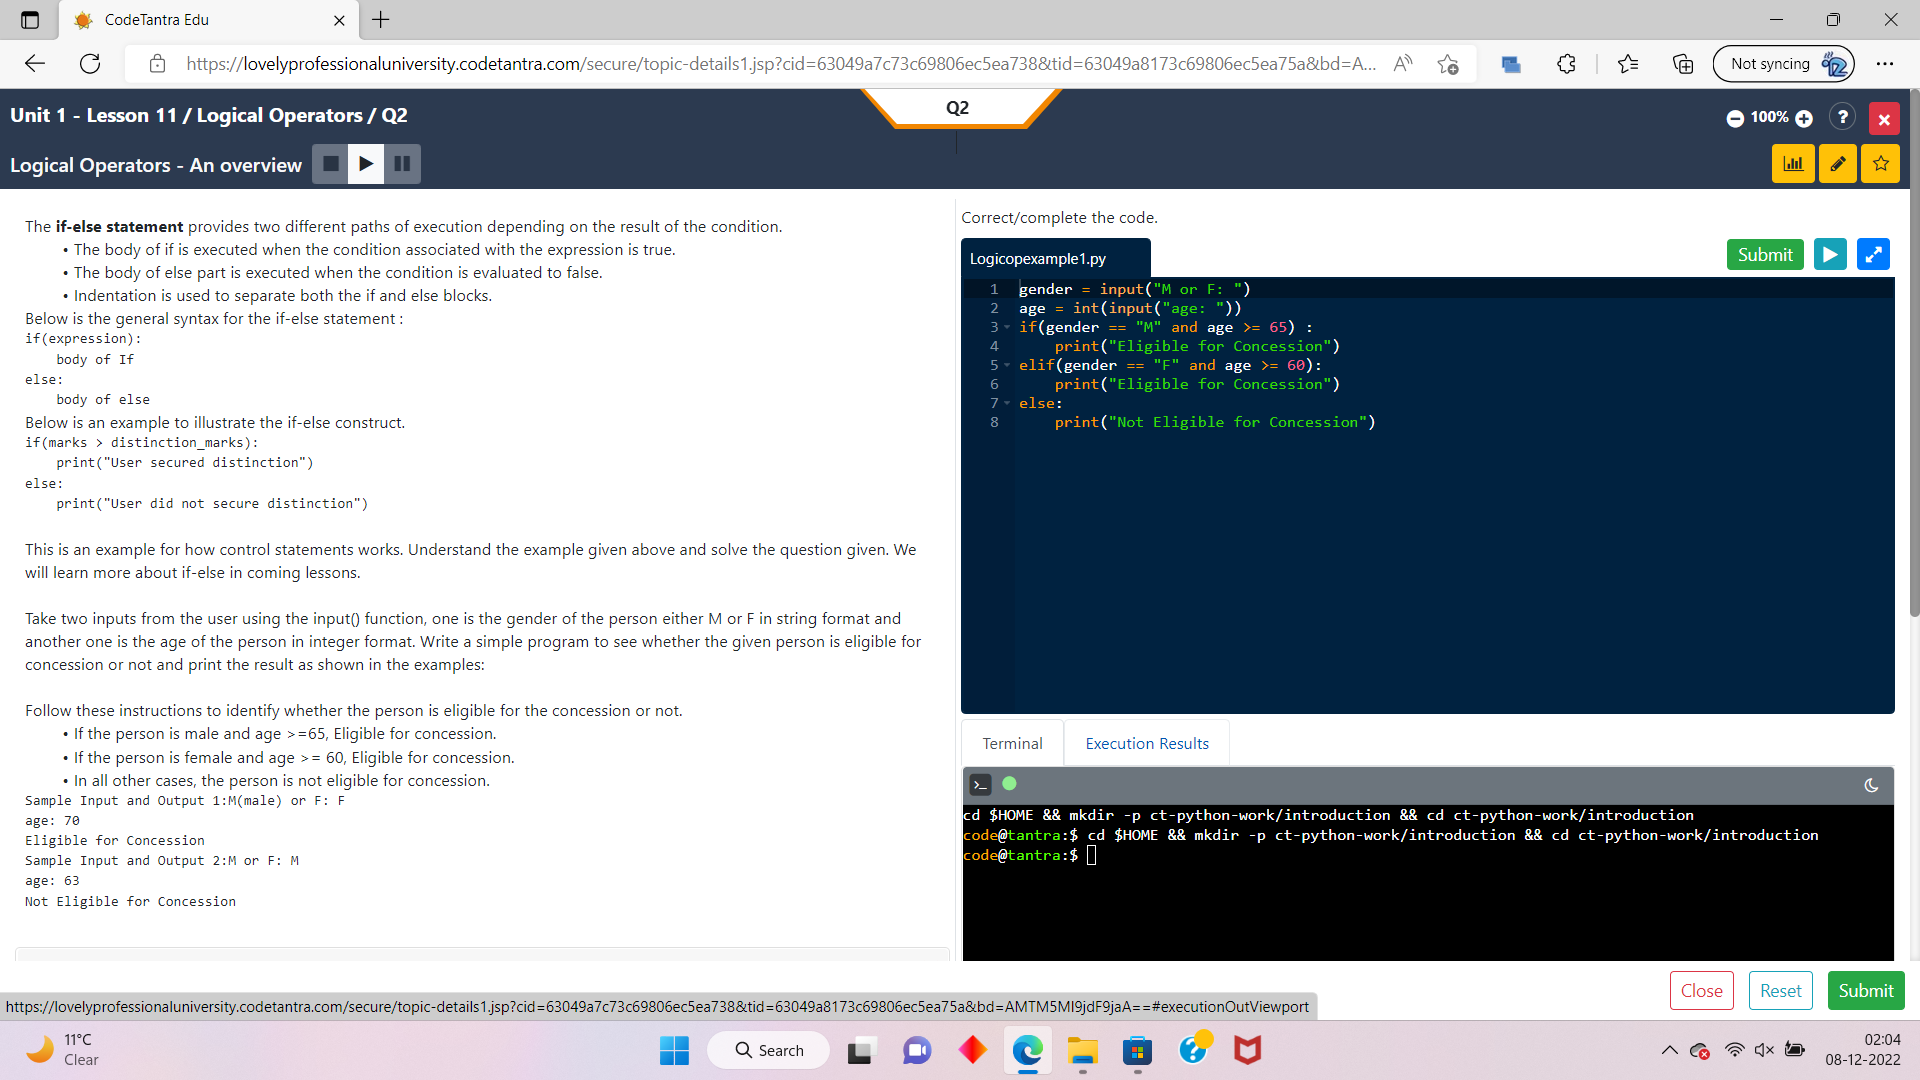 CodeTantra Edu
https://lovelyprofessionaluniversity.codetantra.com/secure/topic-details1.jsp?cid=63049a7c73c69806ec5ea738&tid=63049a8173c69806ec5ea75a&bd=A...
Not syncing
Unit 1 - Lesson 11 / Logical Operators / Q2
Q2
100%
?
Logical Operators - An overview
The if-else statement provides two different paths of execution depending on the result of the condition.
• The body of if is executed when the condition associated with the expression is true.
• The body of else part is executed when the condition is evaluated to false.
• Indentation is used to separate both the if and else blocks.
Below is the general syntax for the if-else statement :
if(expression):
    body of If
else:
    body of else
Below is an example to illustrate the if-else construct.
if(marks > distinction_marks):
    print("User secured distinction")
else:
    print("User did not secure distinction")
This is an example for how control statements works. Understand the example given above and solve the question given. We
will learn more about if-else in coming lessons.
Take two inputs from the user using the input() function, one is the gender of the person either M or F in string format and
another one is the age of the person in integer format. Write a simple program to see whether the given person is eligible for
concession or not and print the result as shown in the examples:
Follow these instructions to identify whether the person is eligible for the concession or not.
• If the person is male and age >=65, Eligible for concession.
• If the person is female and age >= 60, Eligible for concession.
• In all other cases, the person is not eligible for concession.
Sample Input and Output 1:M(male) or F: F
age: 70
Eligible for Concession
Sample Input and Output 2:M or F: M
age: 63
Not Eligible for Concession
Correct/complete the code.
Logicopexample1.py
Submit
1 gender = input("M or F: ")
2 age = int(input("age: "))
3 if(gender == "M" and age >= 65) :
4     print("Eligible for Concession")
5 elif(gender == "F" and age >= 60):
6     print("Eligible for Concession")
7 else:
8     print("Not Eligible for Concession")
Terminal
Execution Results
cd $HOME && mkdir -p ct-python-work/introduction && cd ct-python-work/introduction
code@tantra:$ cd $HOME && mkdir -p ct-python-work/introduction && cd ct-python-work/introduction
code@tantra:$
Close
Reset
Submit
https://lovelyprofessionaluniversity.codetantra.com/secure/topic-details1.jsp?cid=63049a7c73c69806ec5ea738&tid=63049a8173c69806ec5ea75a&bd=AMTM5MI9jdF9jaA==#executionOutViewport
11°C
Clear
Search
02:04
08-12-2022